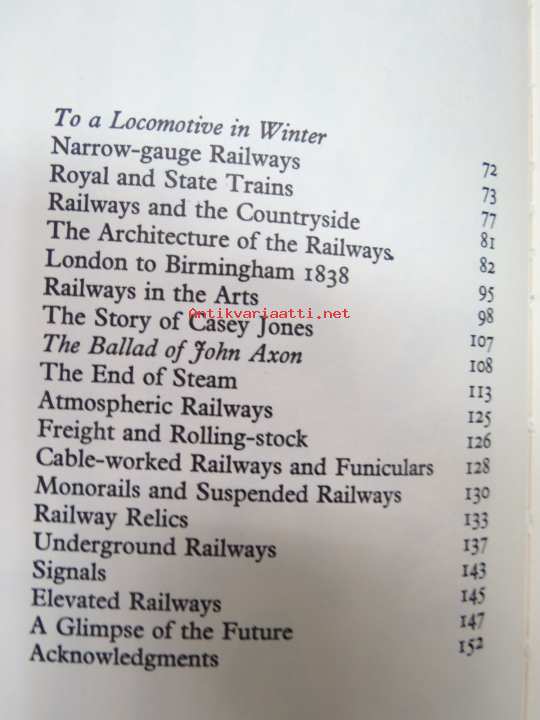 To a Locomotive in Winter 72
Narrow-gauge Railways 73
Royal and State Trains 77
Railways and the Countryside 81
The Architecture of the Railways 82
London to Birmingham 1838 95
Railways in the Arts 98
Antikvariaatti.net
The Story of Casey Jones 107
The Ballad of John Axon 108
The End of Steam 113
Atmospheric Railways 125
Freight and Rolling-stock 126
Cable-worked Railways and Funiculars 128
Monorails and Suspended Railways 130
Railway Relics 133
Underground Railways 137
Signals 143
Elevated Railways 145
A Glimpse of the Future 147
Acknowledgments 152